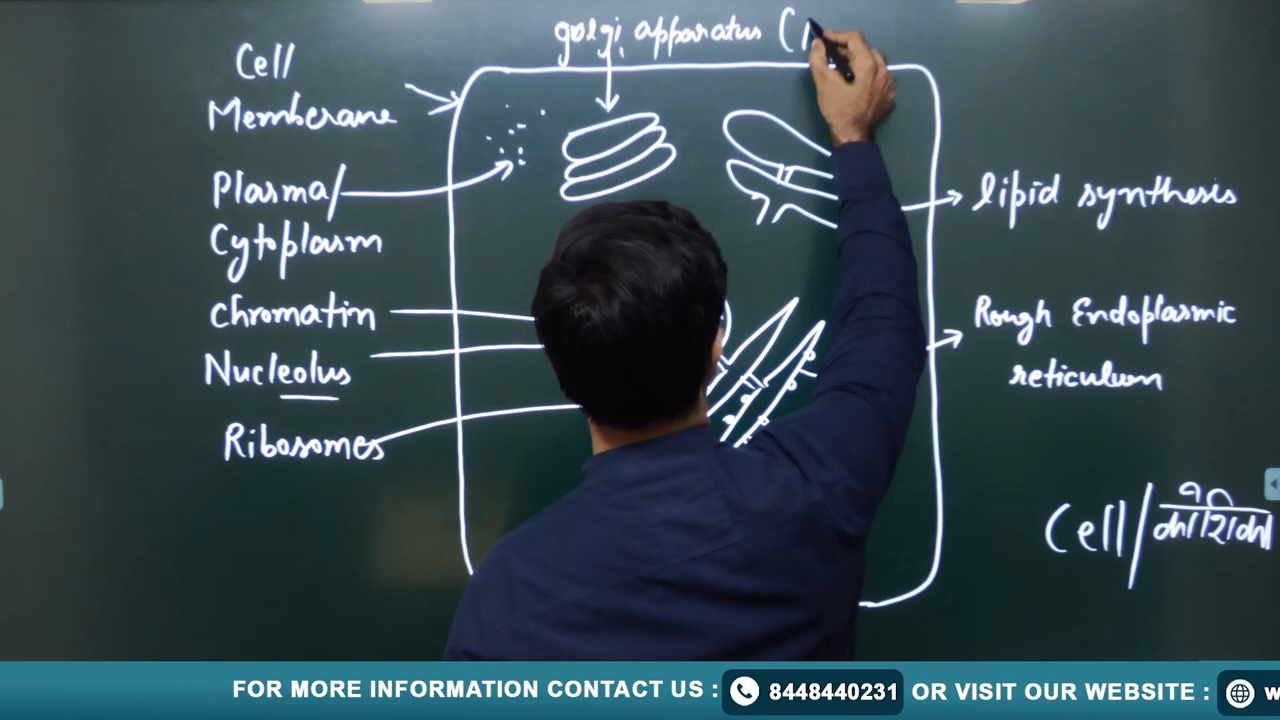 golgi apparatus (
Cell
Memberane
Plasma/
Cytoplasm
chromatin
Nucleolus
Ribosomes
lipid synthesis
Rough Endoplasmic
reticulum
Cell/कोशिका
FOR MORE INFORMATION CONTACT US : 8448440231 OR VISIT OUR WEBSITE :